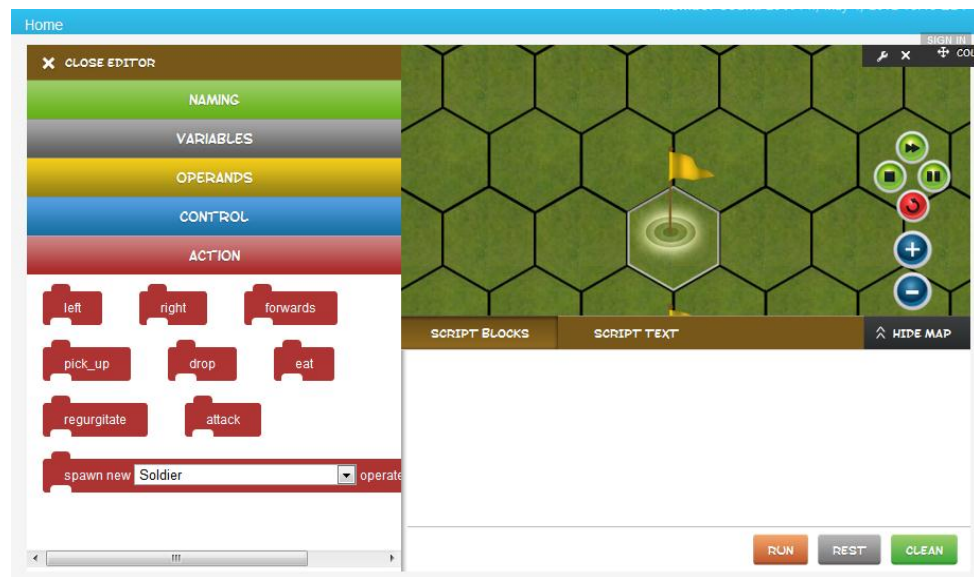 Home
SIGN IN
CLOSE EDITOR
NAMING
VARIABLES
OPERANDS
CONTROL
ACTION
left right forwards
pick_up drop eat
regurgitate attack
spawn new Soldier operate
SCRIPT BLOCKS SCRIPT TEXT HIDE MAP
RUN REST CLEAN